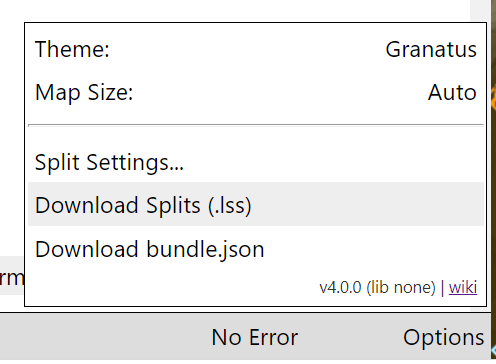 Theme: Granatus
Map Size: Auto
Split Settings...
Download Splits (.lss)
Download bundle.json
rm
v4.0.0 (lib none) | wiki
No Error Options